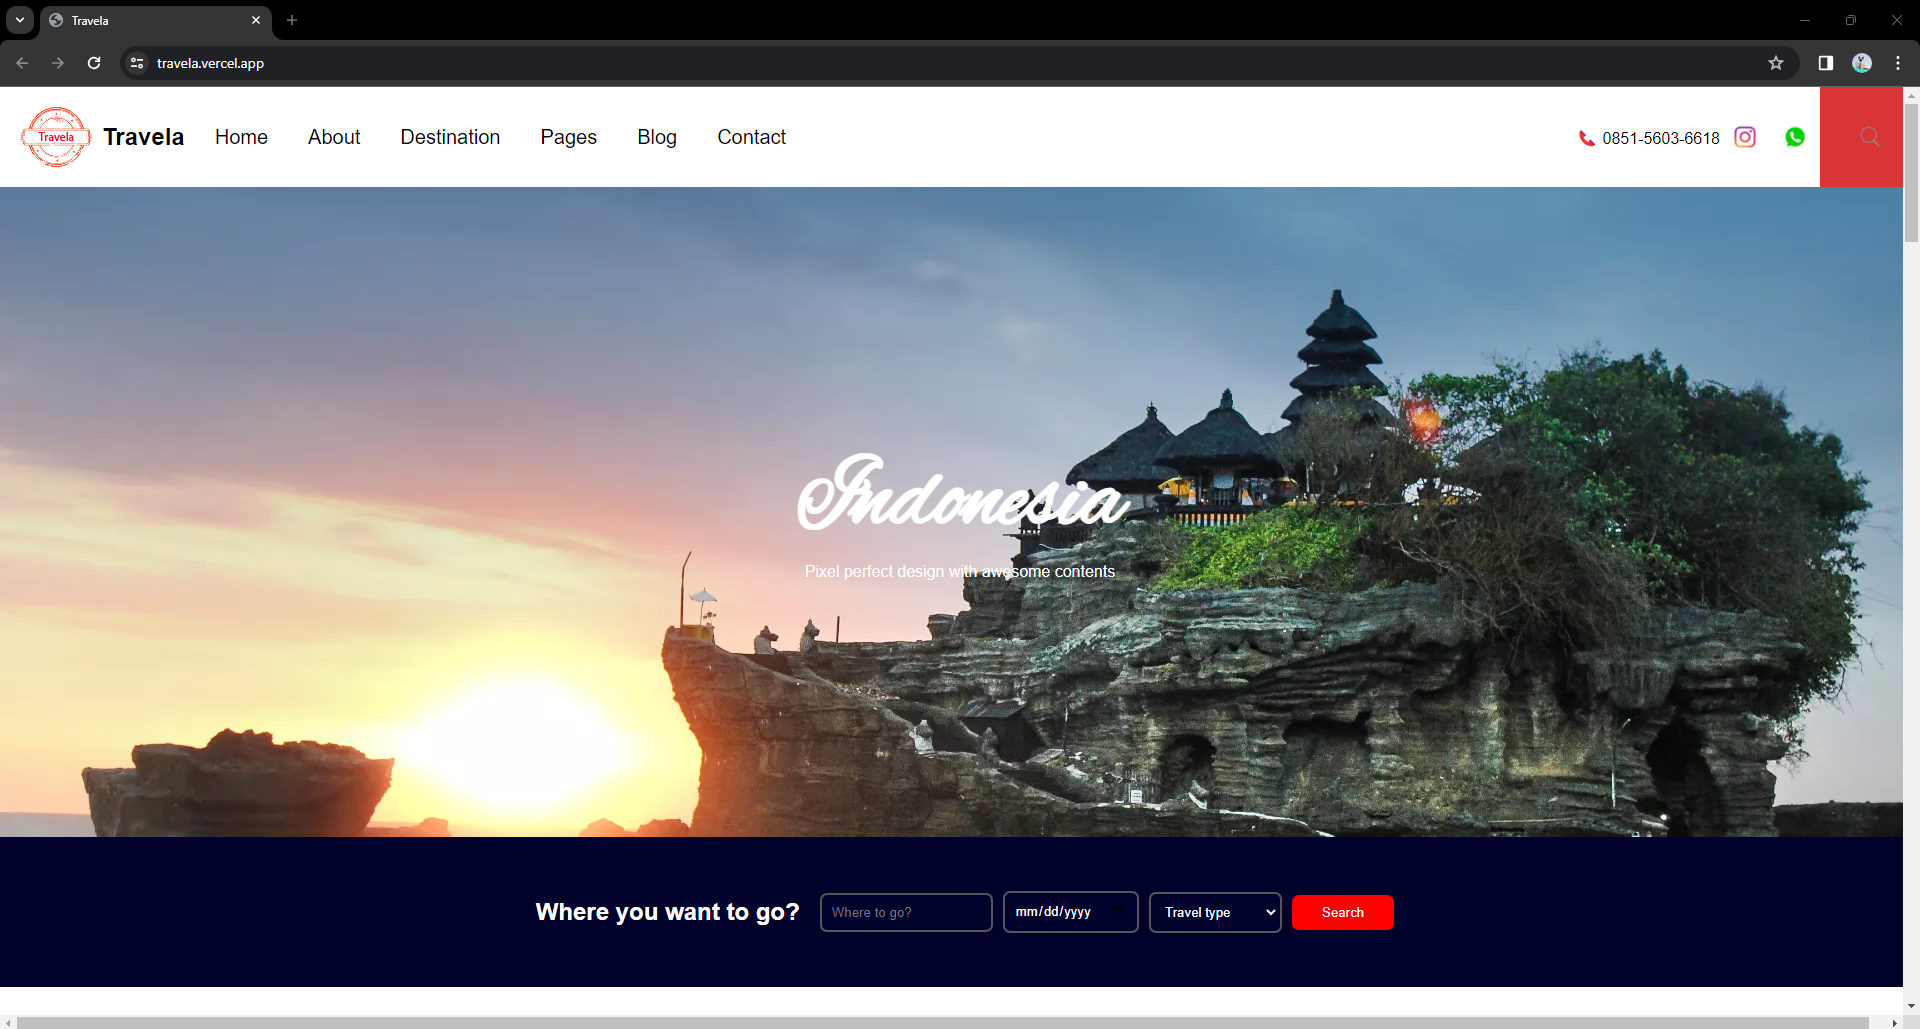 Travela
travela.vercel.app
Travela
Travela
Home
About
Destination
Pages
Blog
Contact
0851-5603-6618
Indonesia
Pixel perfect design with awesome contents
Where you want to go?
Where to go?
mm/dd/yyyy
Travel type
Search